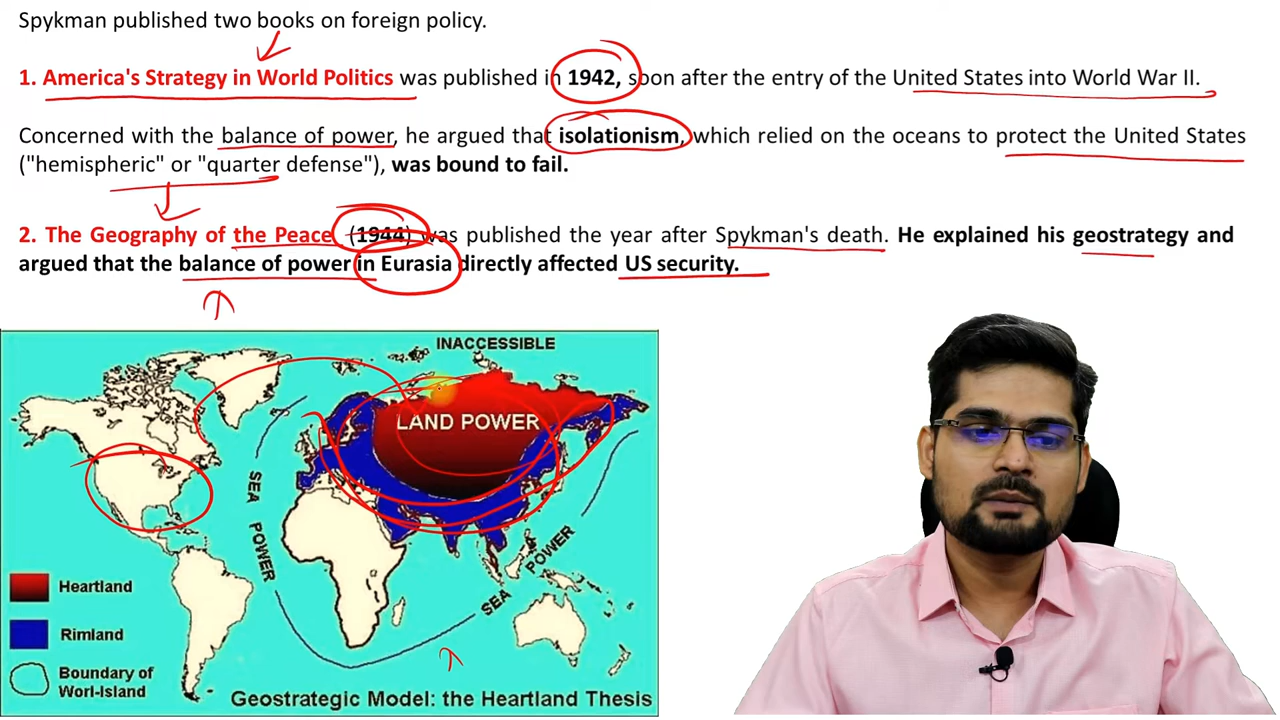 Spykman published two books on foreign policy.
1. America's Strategy in World Politics was published in 1942, soon after the entry of the United States into World War II.
Concerned with the balance of power, he argued that isolationism, which relied on the oceans to protect the United States
("hemispheric" or "quarter defense"), was bound to fail.
2. The Geography of the Peace (1944) was published the year after Spykman's death. He explained his geostrategy and
argued that the balance of power in Eurasia directly affected US security.
INACCESSIBLE
LAND POWER
SEA POWER
SEA POWER
Heartland
Rimland
Boundary of
Worl-Island
Geostrategic Model: the Heartland Thesis